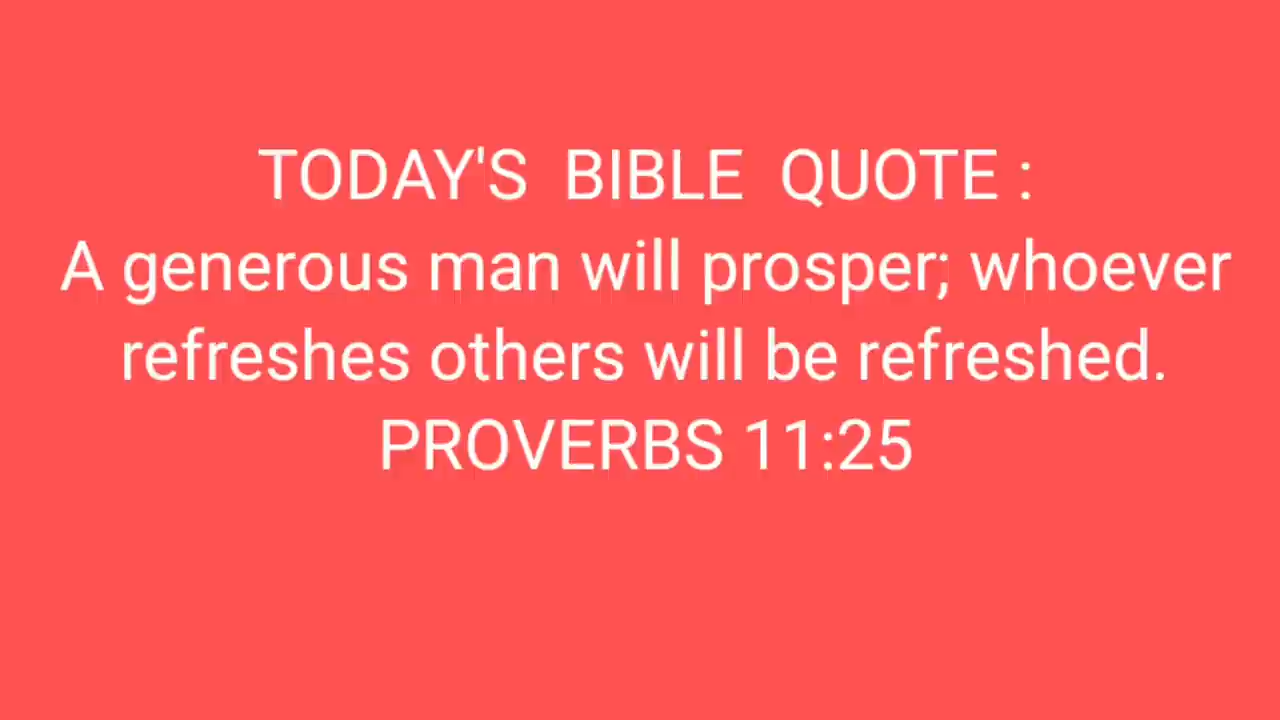 TODAY'S BIBLE QUOTE :
A generous man will prosper; whoever
refreshes others will be refreshed.
PROVERBS 11:25